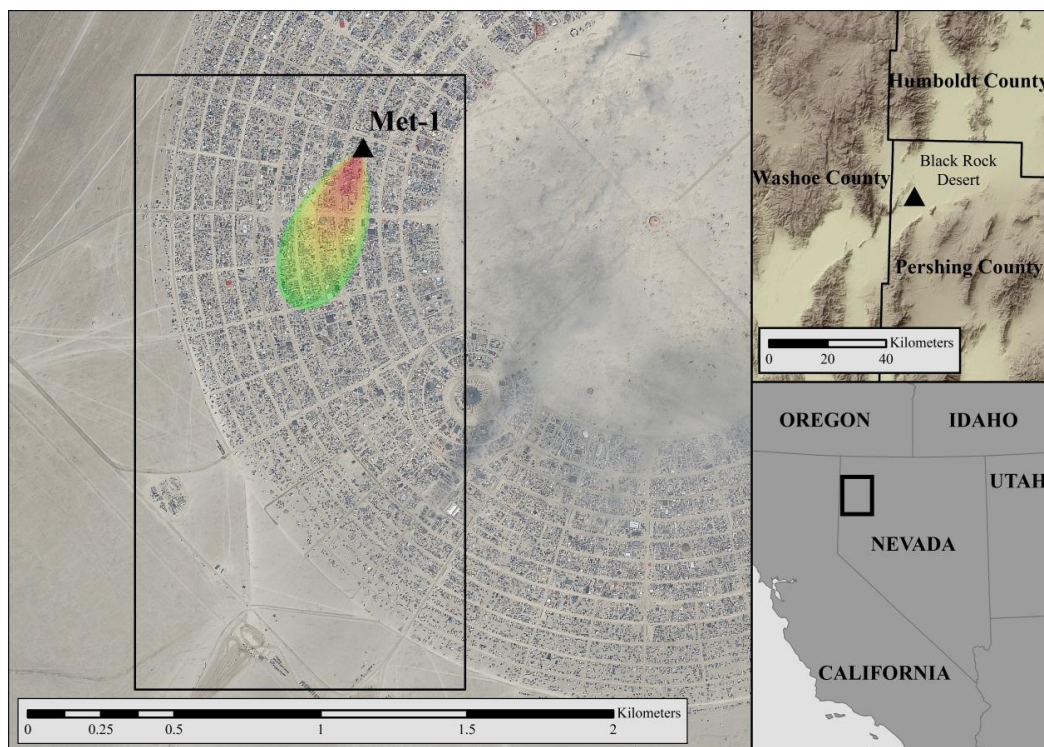 Met-1
Kilometers
0 0.25 0.5 1 1.5 2
Humboldt County
Black Rock
Desert
Washoe County
Pershing County
Kilometers
0 20 40
OREGON
IDAHO
UTAH
NEVADA
CALIFORNIA